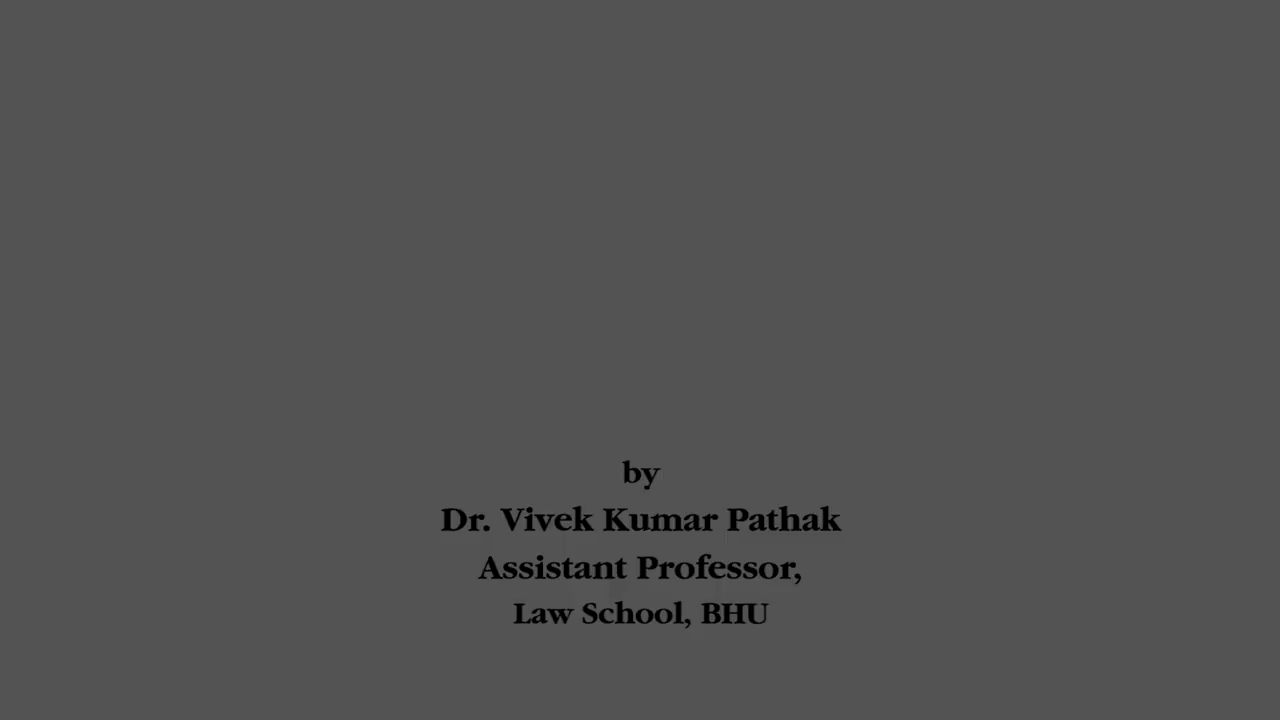 by
Dr. Vivek Kumar Pathak
Assistant Professor,
Law School, BHU